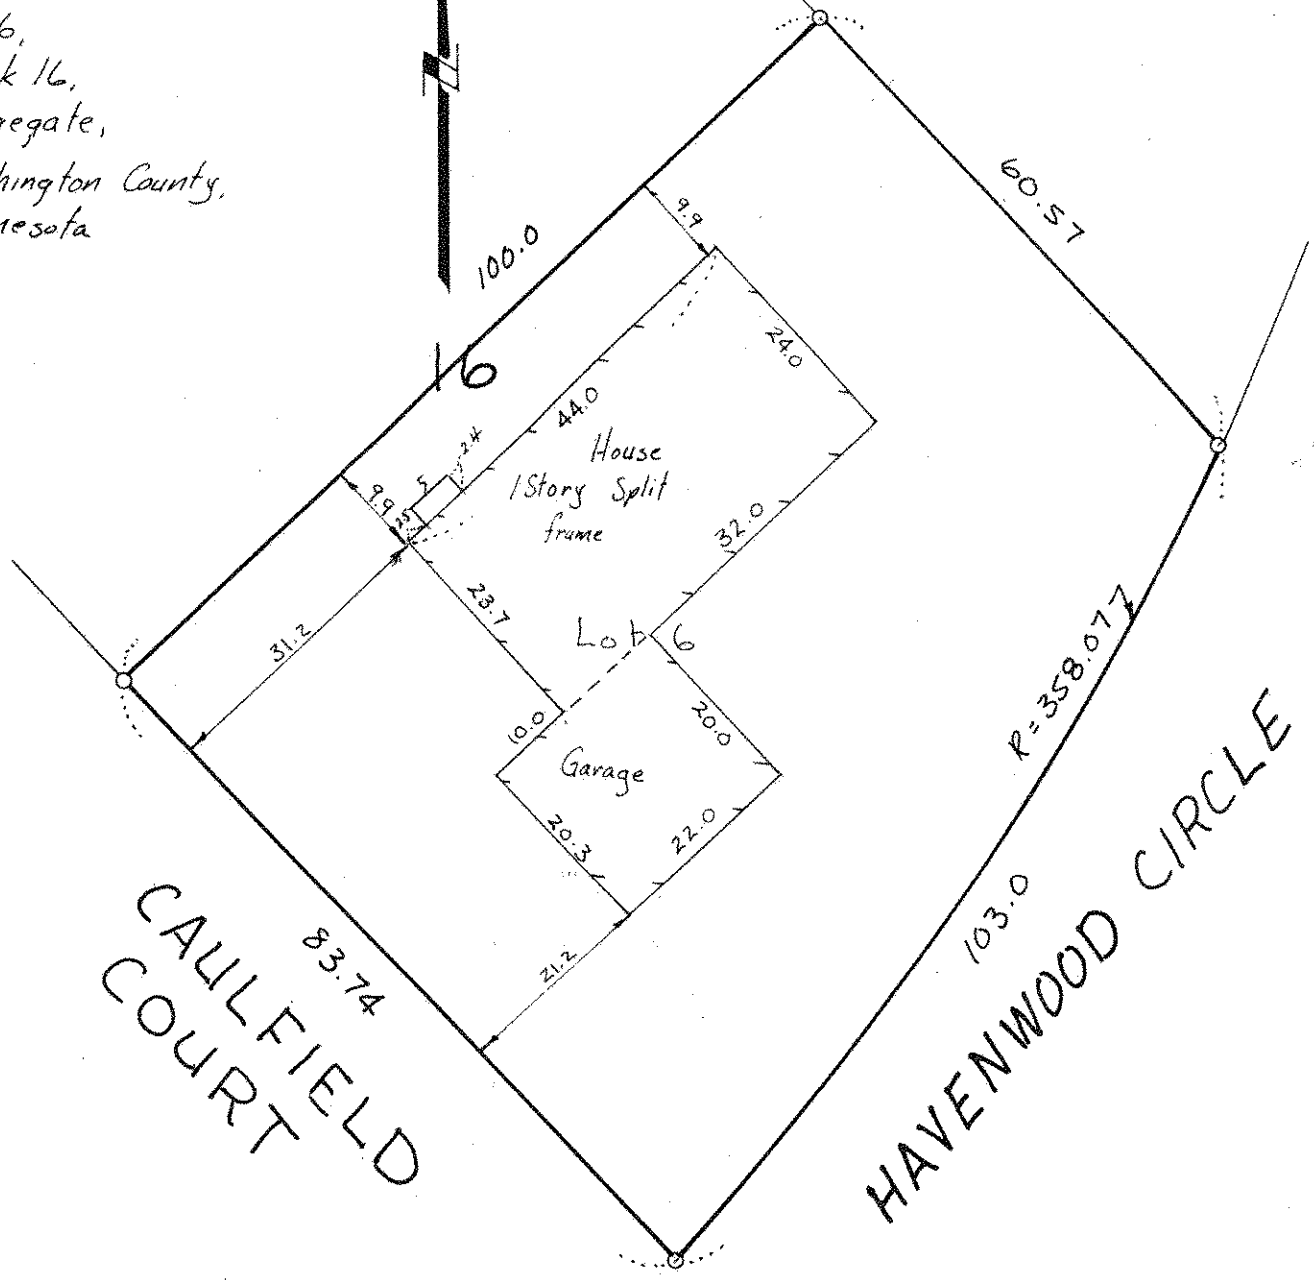 6,
k 16,
regate,
hington County,
nesota
Z
100.0
9.9
60.57
16
44.0
24.0
2.4
5
9.9
House
1 Story Split
frame
32.0
23.7
31.2
Lot 6
10.0
20.0
Garage
20.3
22.0
21.2
R=358.077
103.0
83.74
CAULFIELD
COURT
HAVENWOOD CIRCLE